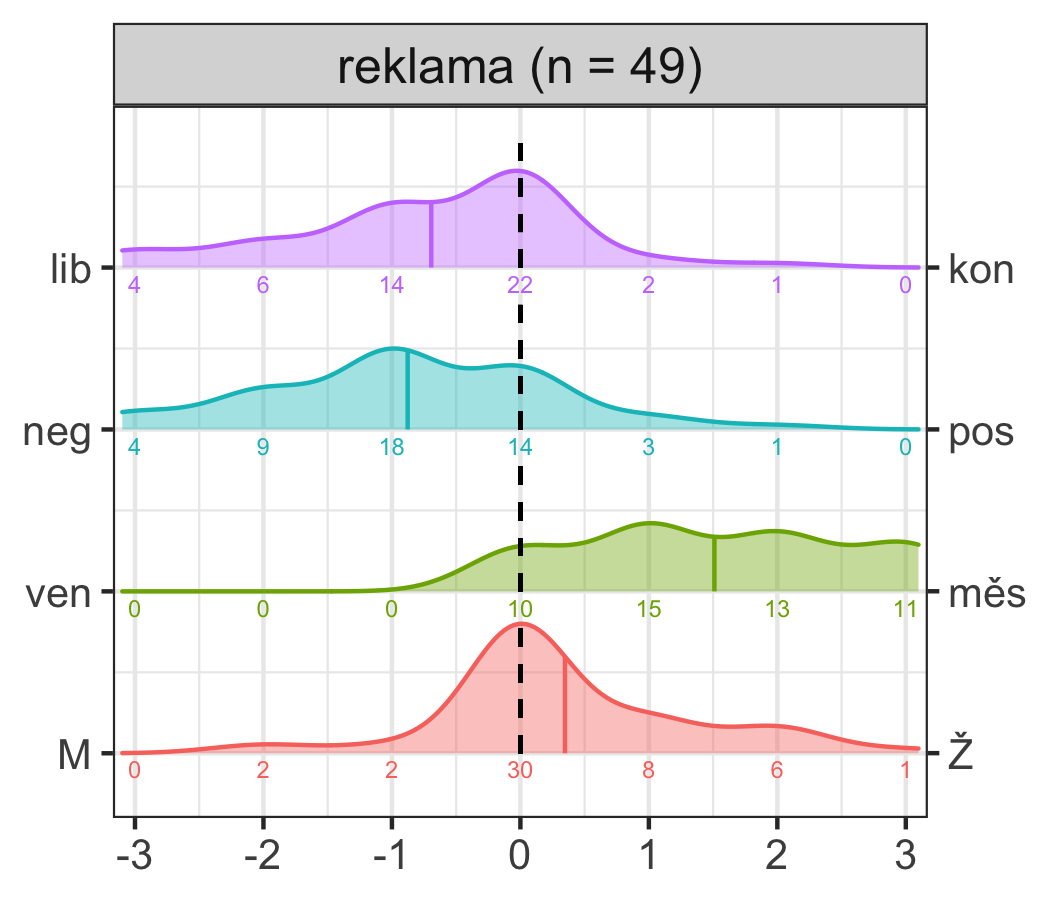 reklama (n = 49)
lib kon
4 6 14 22 2 1 0
neg pos
4 9 18 14 3 1 0
ven měs
0 0 0 10 15 13 11
M Ž
0 2 2 30 8 6 1
-3 -2 -1 0 1 2 3